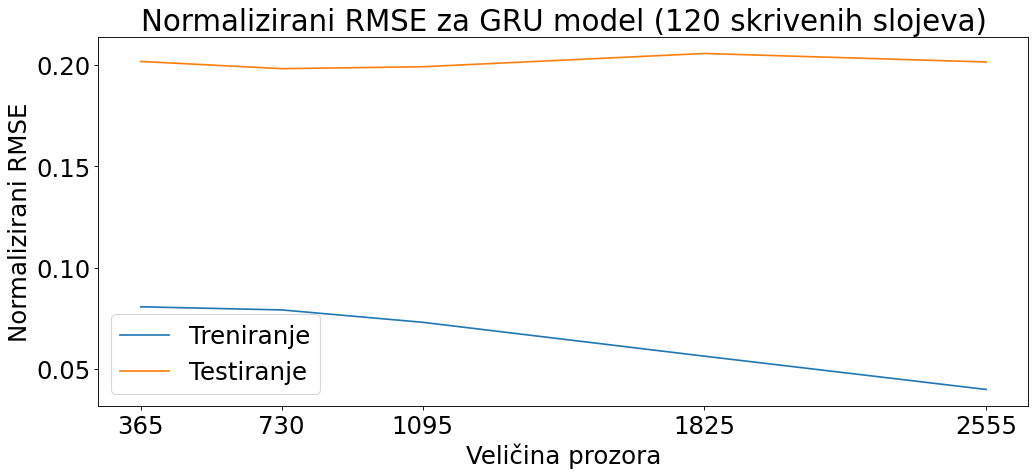 Normalizirani RMSE za GRU model (120 skrivenih slojeva)
Normalizirani RMSE
0.20
0.15
0.10
0.05
Treniranje
Testiranje
365 730 1095 1825 2555
Veličina prozora